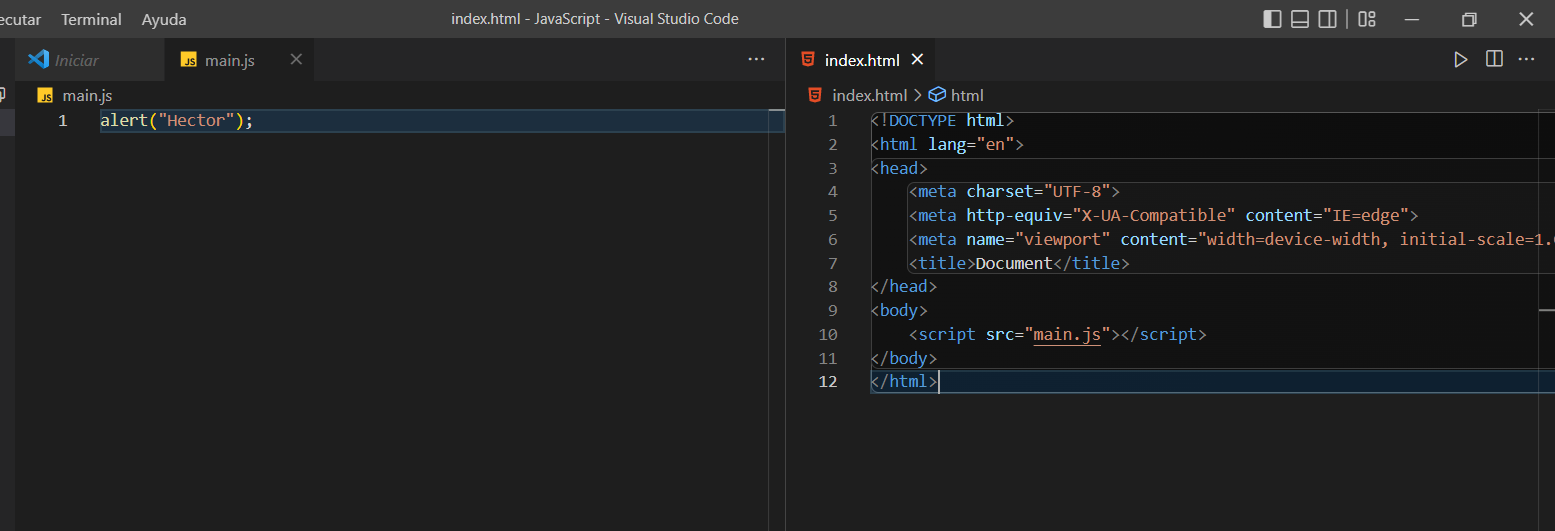 ecutar Terminal Ayuda index.html - JavaScript - Visual Studio Code
Iniciar main.js
main.js
1 alert("Hector");
index.html
index.html > html
1 <!DOCTYPE html>
2 <html lang="en">
3 <head>
4 <meta charset="UTF-8">
5 <meta http-equiv="X-UA-Compatible" content="IE=edge">
6 <meta name="viewport" content="width=device-width, initial-scale=1.
7 <title>Document</title>
8 </head>
9 <body>
10 <script src="main.js"></script>
11 </body>
12 </html>